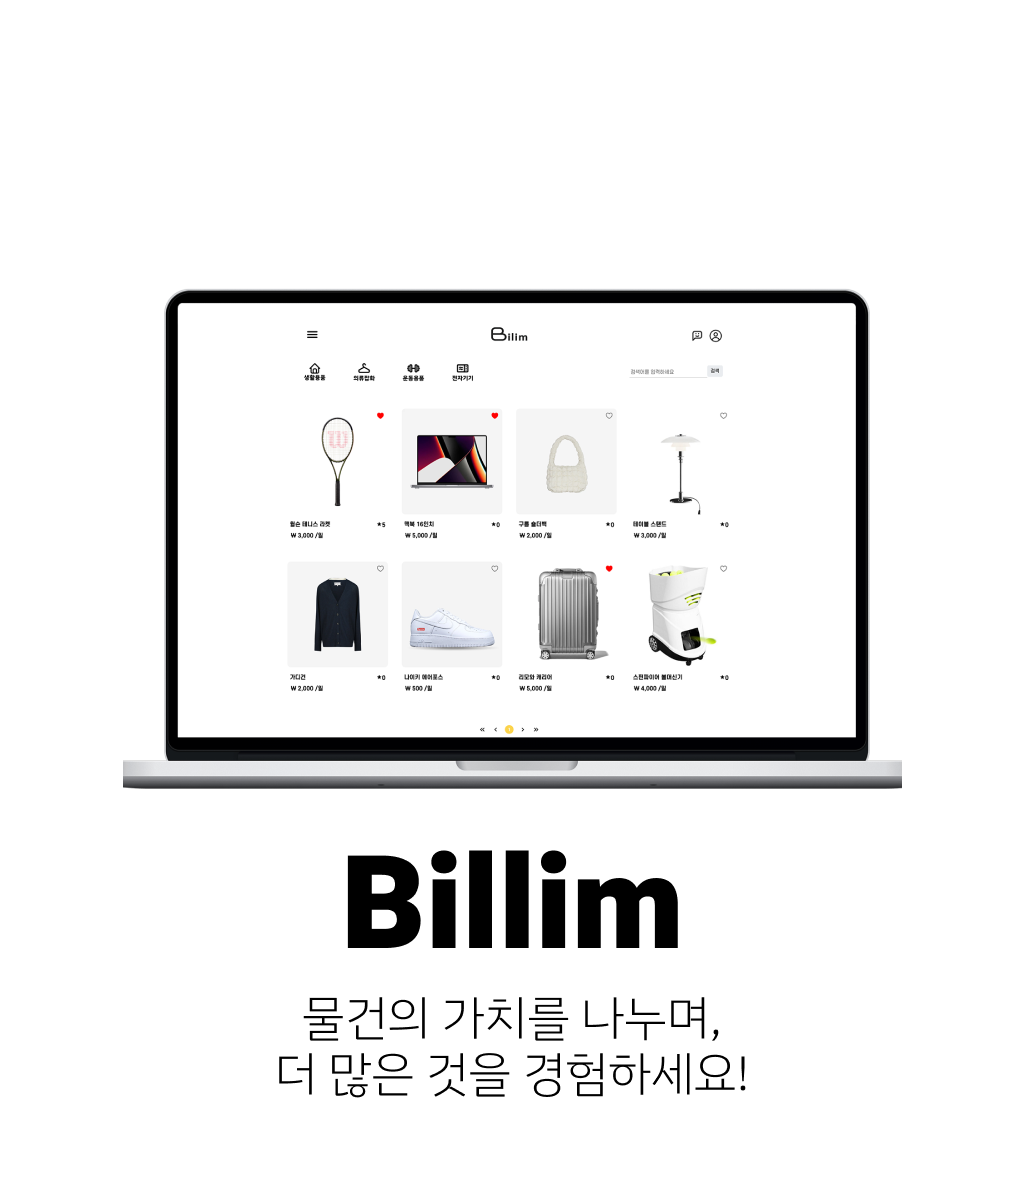 Bilim
생활용품 의류잡화 운동용품 전자기기
검색어를 입력하세요 검색
윌슨 테니스 라켓 ★5
₩ 3,000 /일
맥북 16인치 ★0
₩ 5,000 /일
구름 숄더백 ★0
₩ 2,000 /일
테이블 스탠드 ★0
₩ 3,000 /일
가디건 ★0
₩ 2,000 /일
나이키 에어포스 ★0
₩ 500 /일
리모와 캐리어 ★0
₩ 5,000 /일
스핀파이어 볼머신기 ★0
₩ 4,000 /일
« ‹ 1 › »
Billim
물건의 가치를 나누며,
더 많은 것을 경험하세요!